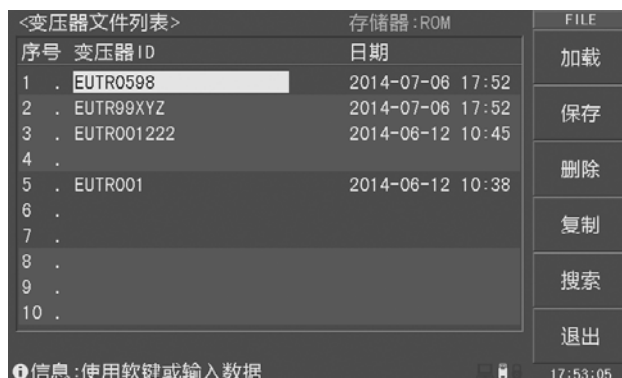 <变压器文件列表> 存储器:ROM FILE
序号 变压器ID 日期 加载
1 . EUTR0598 2014-07-06 17:52
2 . EUTR99XYZ 2014-07-06 17:52 保存
3 . EUTR001222 2014-06-12 10:45
4 . 删除
5 . EUTR001 2014-06-12 10:38
6 . 复制
7 .
8 .
9 . 搜索
10 .
退出
信息:使用软键或输入数据 17:53:05